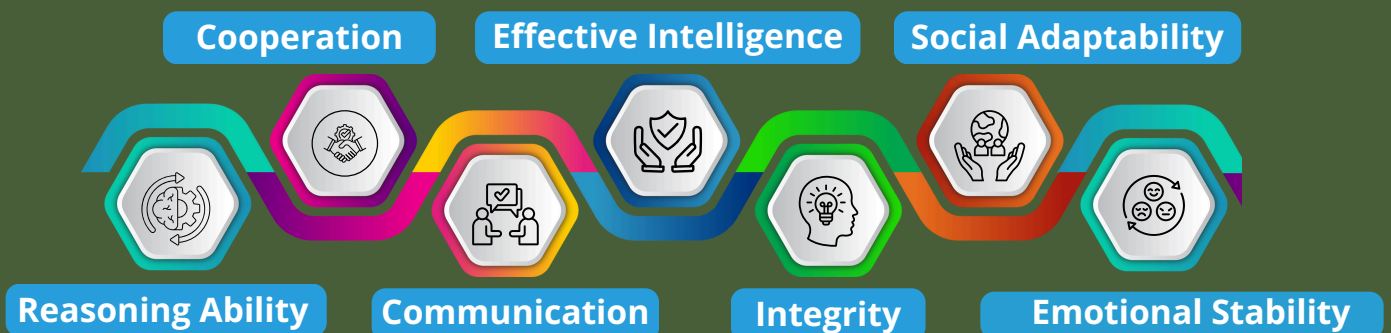 Cooperation
Effective Intelligence
Social Adaptability
Reasoning Ability
Communication
Integrity
Emotional Stability